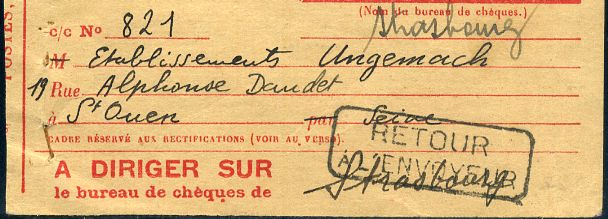 POSTES,
(Nom du bureau de chèques.)
c/c No 821 Strasbourg
M Etablissements Ungemach
19 Rue Alphonse Daudet
à St Ouen par Seine
CADRE RÉSERVÉ AUX RECTIFICATIONS (VOIR AU VERSO).
RETOUR
A L'ENVOYEUR
A DIRIGER SUR
le bureau de chèques de Strasbourg